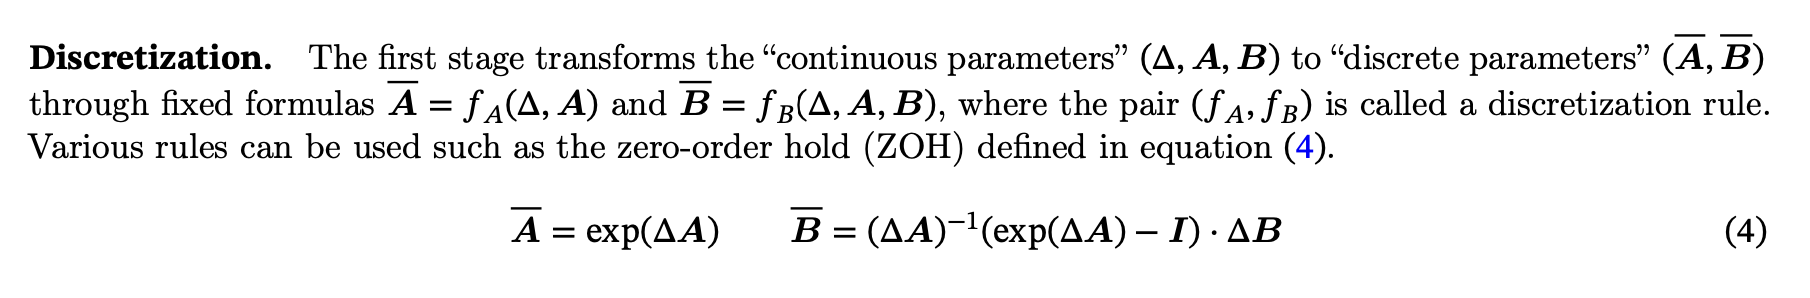 Discretization. The first stage transforms the “continuous parameters” (Δ, A, B) to “discrete parameters” (A̅, B̅)
through fixed formulas A̅ = f_A(Δ, A) and B̅ = f_B(Δ, A, B), where the pair (f_A, f_B) is called a discretization rule.
Various rules can be used such as the zero-order hold (ZOH) defined in equation (4).
A̅ = exp(ΔA) B̅ = (ΔA)⁻¹(exp(ΔA) − I) · ΔB (4)